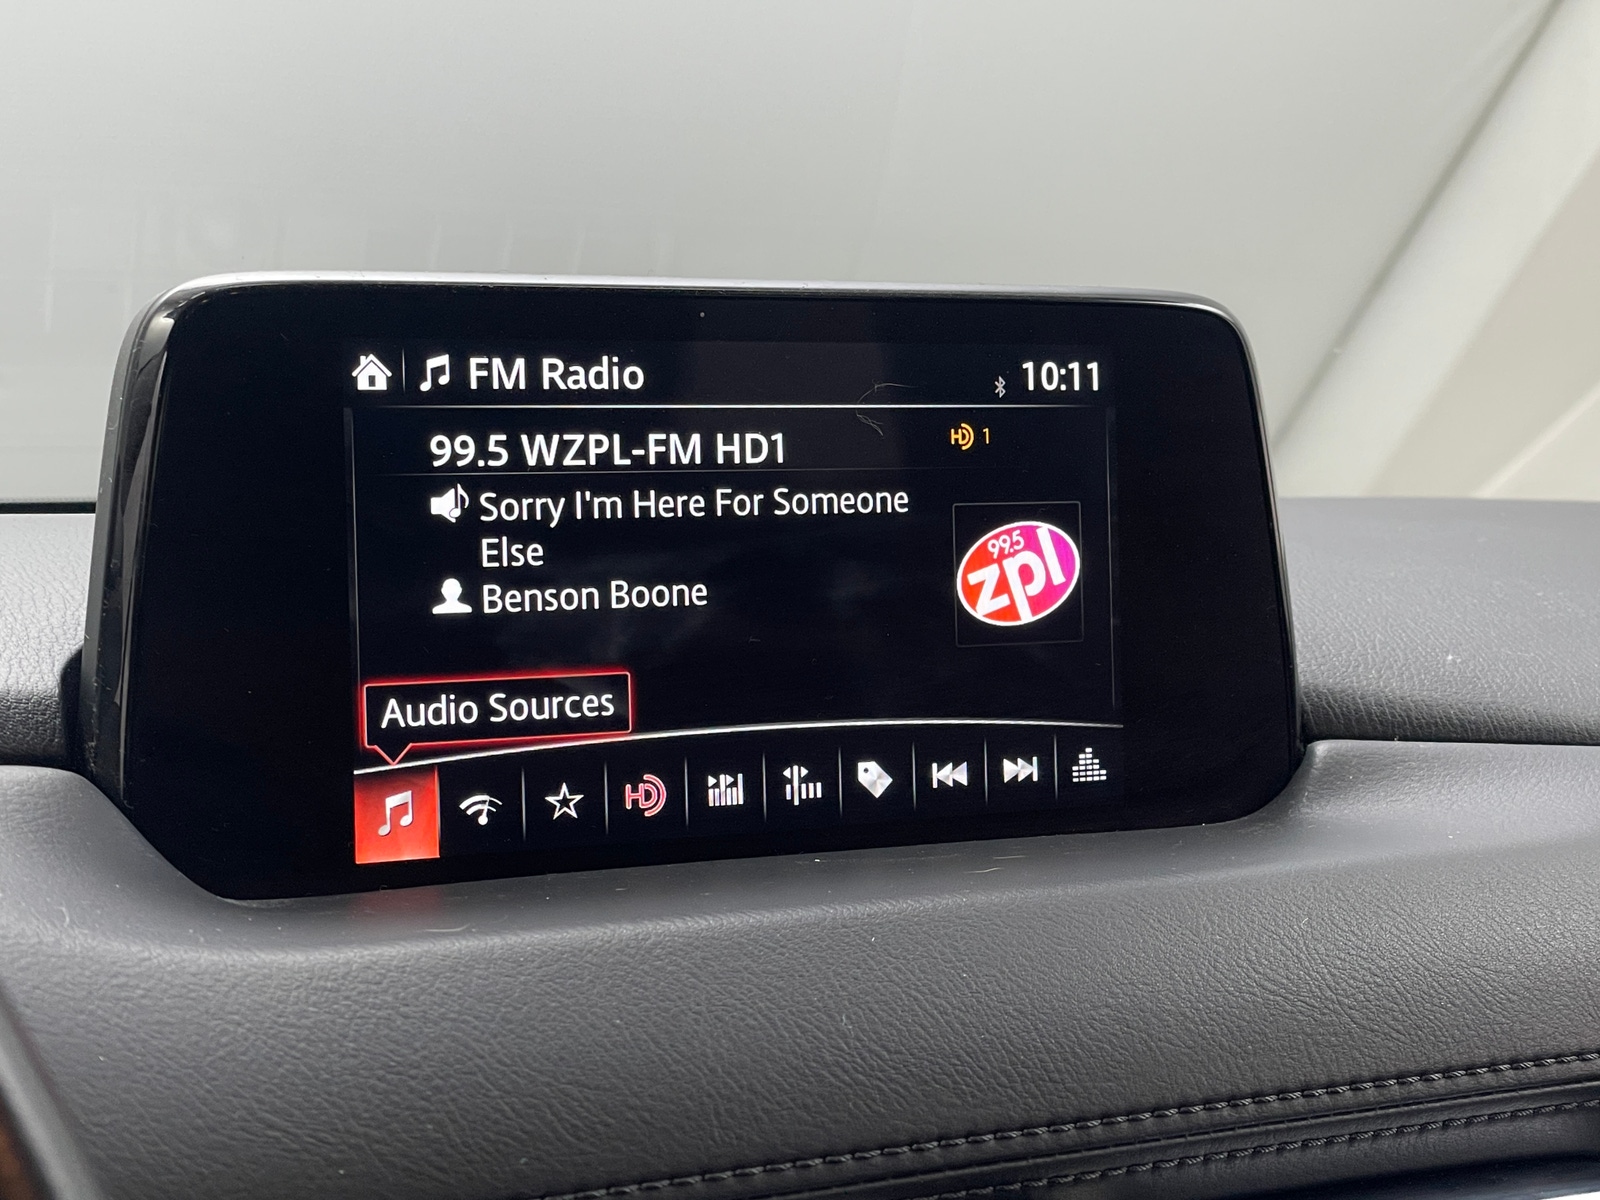 FM Radio
10:11
99.5 WZPL-FM HD1
HD 1
Sorry I'm Here For Someone
Else
Benson Boone
99.5
zpl
Audio Sources
HD